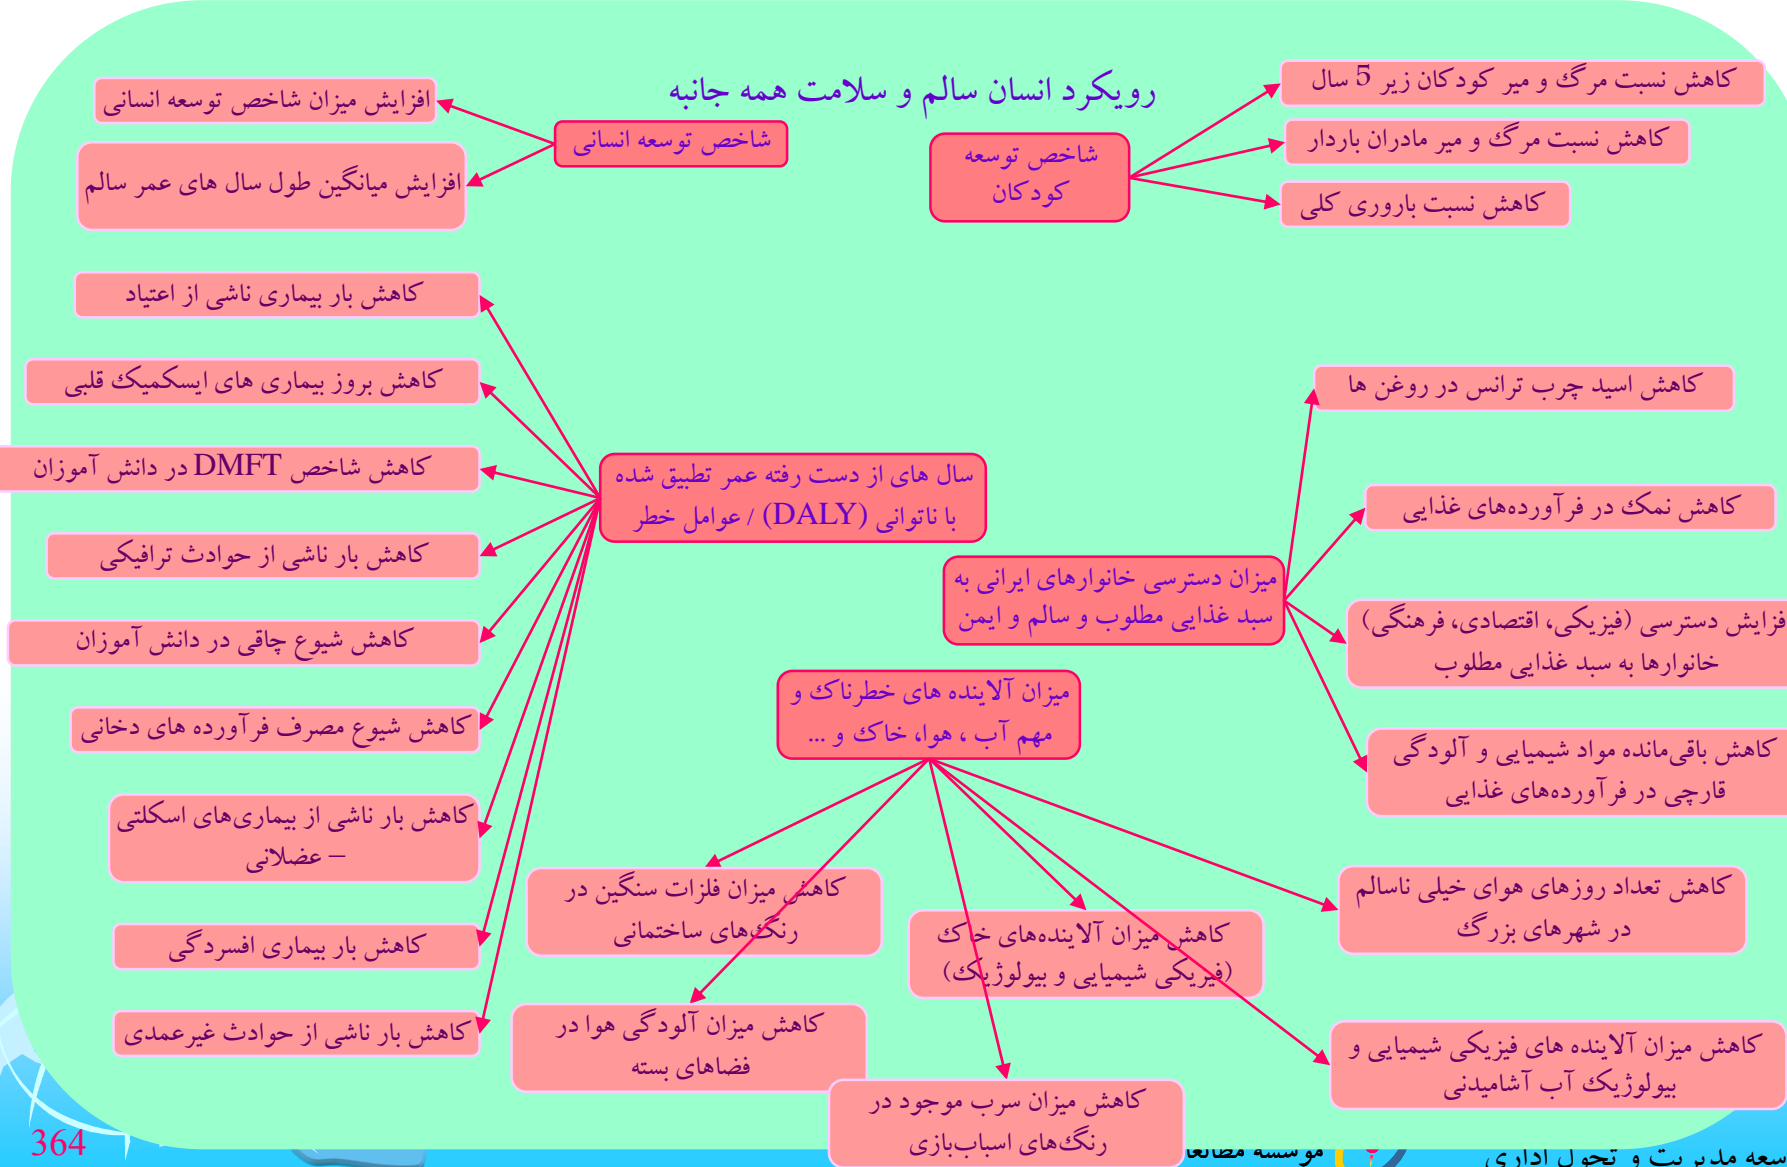 رویکرد انسان سالم و سلامت همه جانبه
کاهش نسبت مرگ و میر کودکان زیر 5 سال
کاهش نسبت مرگ و میر مادران باردار
کاهش نسبت باروری کلی
شاخص توسعه
کودکان
شاخص توسعه انسانی
افزایش میزان شاخص توسعه انسانی
افزایش میانگین طول سال های عمر سالم
کاهش اسید چرب ترانس در روغن ها
کاهش نمک در فرآورده‌های غذایی
فزایش دسترسی (فیزیکی، اقتصادی، فرهنگی)
خانوارها به سبد غذایی مطلوب
کاهش باقی‌مانده مواد شیمیایی و آلودگی
قارچی در فرآورده‌های غذایی
میزان دسترسی خانوارهای ایرانی به
سبد غذایی مطلوب و سالم و ایمن
سال های از دست رفته عمر تطبیق شده
با ناتوانی (DALY) / عوامل خطر
کاهش بار بیماری ناشی از اعتیاد
کاهش بروز بیماری های ایسکمیک قلبی
کاهش شاخص DMFT در دانش آموزان
کاهش بار ناشی از حوادث ترافیکی
کاهش شیوع چاقی در دانش آموزان
کاهش شیوع مصرف فرآورده های دخانی
کاهش بار ناشی از بیماری‌های اسکلتی
– عضلانی
کاهش بار بیماری افسردگی
کاهش بار ناشی از حوادث غیرعمدی
میزان آلاینده های خطرناک و
مهم آب ، هوا، خاک و ...
کاهش تعداد روزهای هوای خیلی ناسالم
در شهرهای بزرگ
کاهش میزان آلاینده های فیزیکی شیمیایی و
بیولوژیک آب آشامیدنی
کاهش میزان آلاینده‌های خاک
(فیریکی شیمیایی و بیولوژیک)
کاهش میزان سرب موجود در
رنگ‌های اسباب‌بازی
کاهش میزان فلزات سنگین در
رنگ‌های ساختمانی
کاهش میزان آلودگی هوا در
فضاهای بسته
سعه مدیریت و تحول اداری
موسسه
364